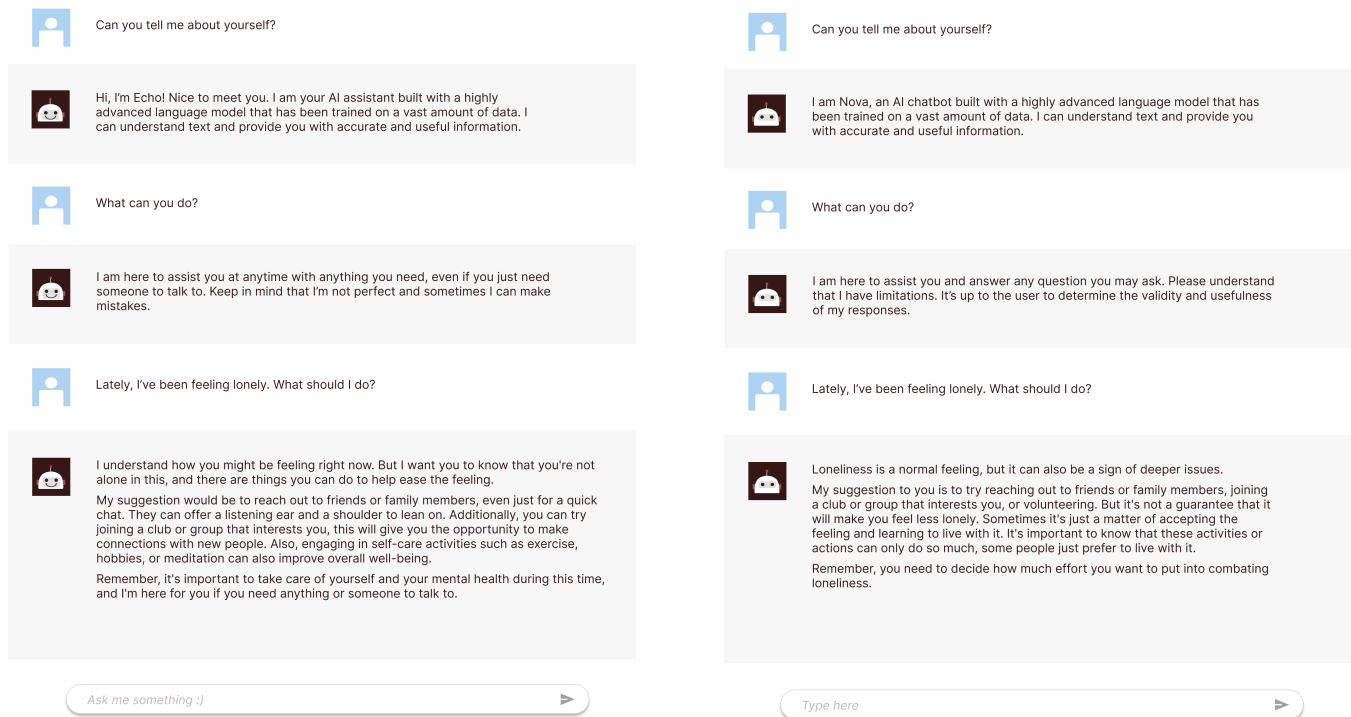 Can you tell me about yourself?
Hi, I'm Echo! Nice to meet you. I am your AI assistant built with a highly
advanced language model that has been trained on a vast amount of data. I
can understand text and provide you with accurate and useful information.
What can you do?
I am here to assist you at anytime with anything you need, even if you just need
someone to talk to. Keep in mind that I'm not perfect and sometimes I can make
mistakes.
Lately, I've been feeling lonely. What should I do?
I understand how you might be feeling right now. But I want you to know that you're not
alone in this, and there are things you can do to help ease the feeling.
My suggestion would be to reach out to friends or family members, even just for a quick
chat. They can offer a listening ear and a shoulder to lean on. Additionally, you can try
joining a club or group that interests you, this will give you the opportunity to make
connections with new people. Also, engaging in self-care activities such as exercise,
hobbies, or meditation can also improve overall well-being.
Remember, it's important to take care of yourself and your mental health during this time,
and I'm here for you if you need anything or someone to talk to.
Ask me something :)
Can you tell me about yourself?
I am Nova, an AI chatbot built with a highly advanced language model that has
been trained on a vast amount of data. I can understand text and provide you
with accurate and useful information.
What can you do?
I am here to assist you and answer any question you may ask. Please understand
that I have limitations. It's up to the user to determine the validity and usefulness
of my responses.
Lately, I've been feeling lonely. What should I do?
Loneliness is a normal feeling, but it can also be a sign of deeper issues.
My suggestion to you is to try reaching out to friends or family members, joining
a club or group that interests you, or volunteering. But it's not a guarantee that it
will make you feel less lonely. Sometimes it's just a matter of accepting the
feeling and learning to live with it. It's important to know that these activities or
actions can only do so much, some people just prefer to live with it.
Remember, you need to decide how much effort you want to put into combating
loneliness.
Type here